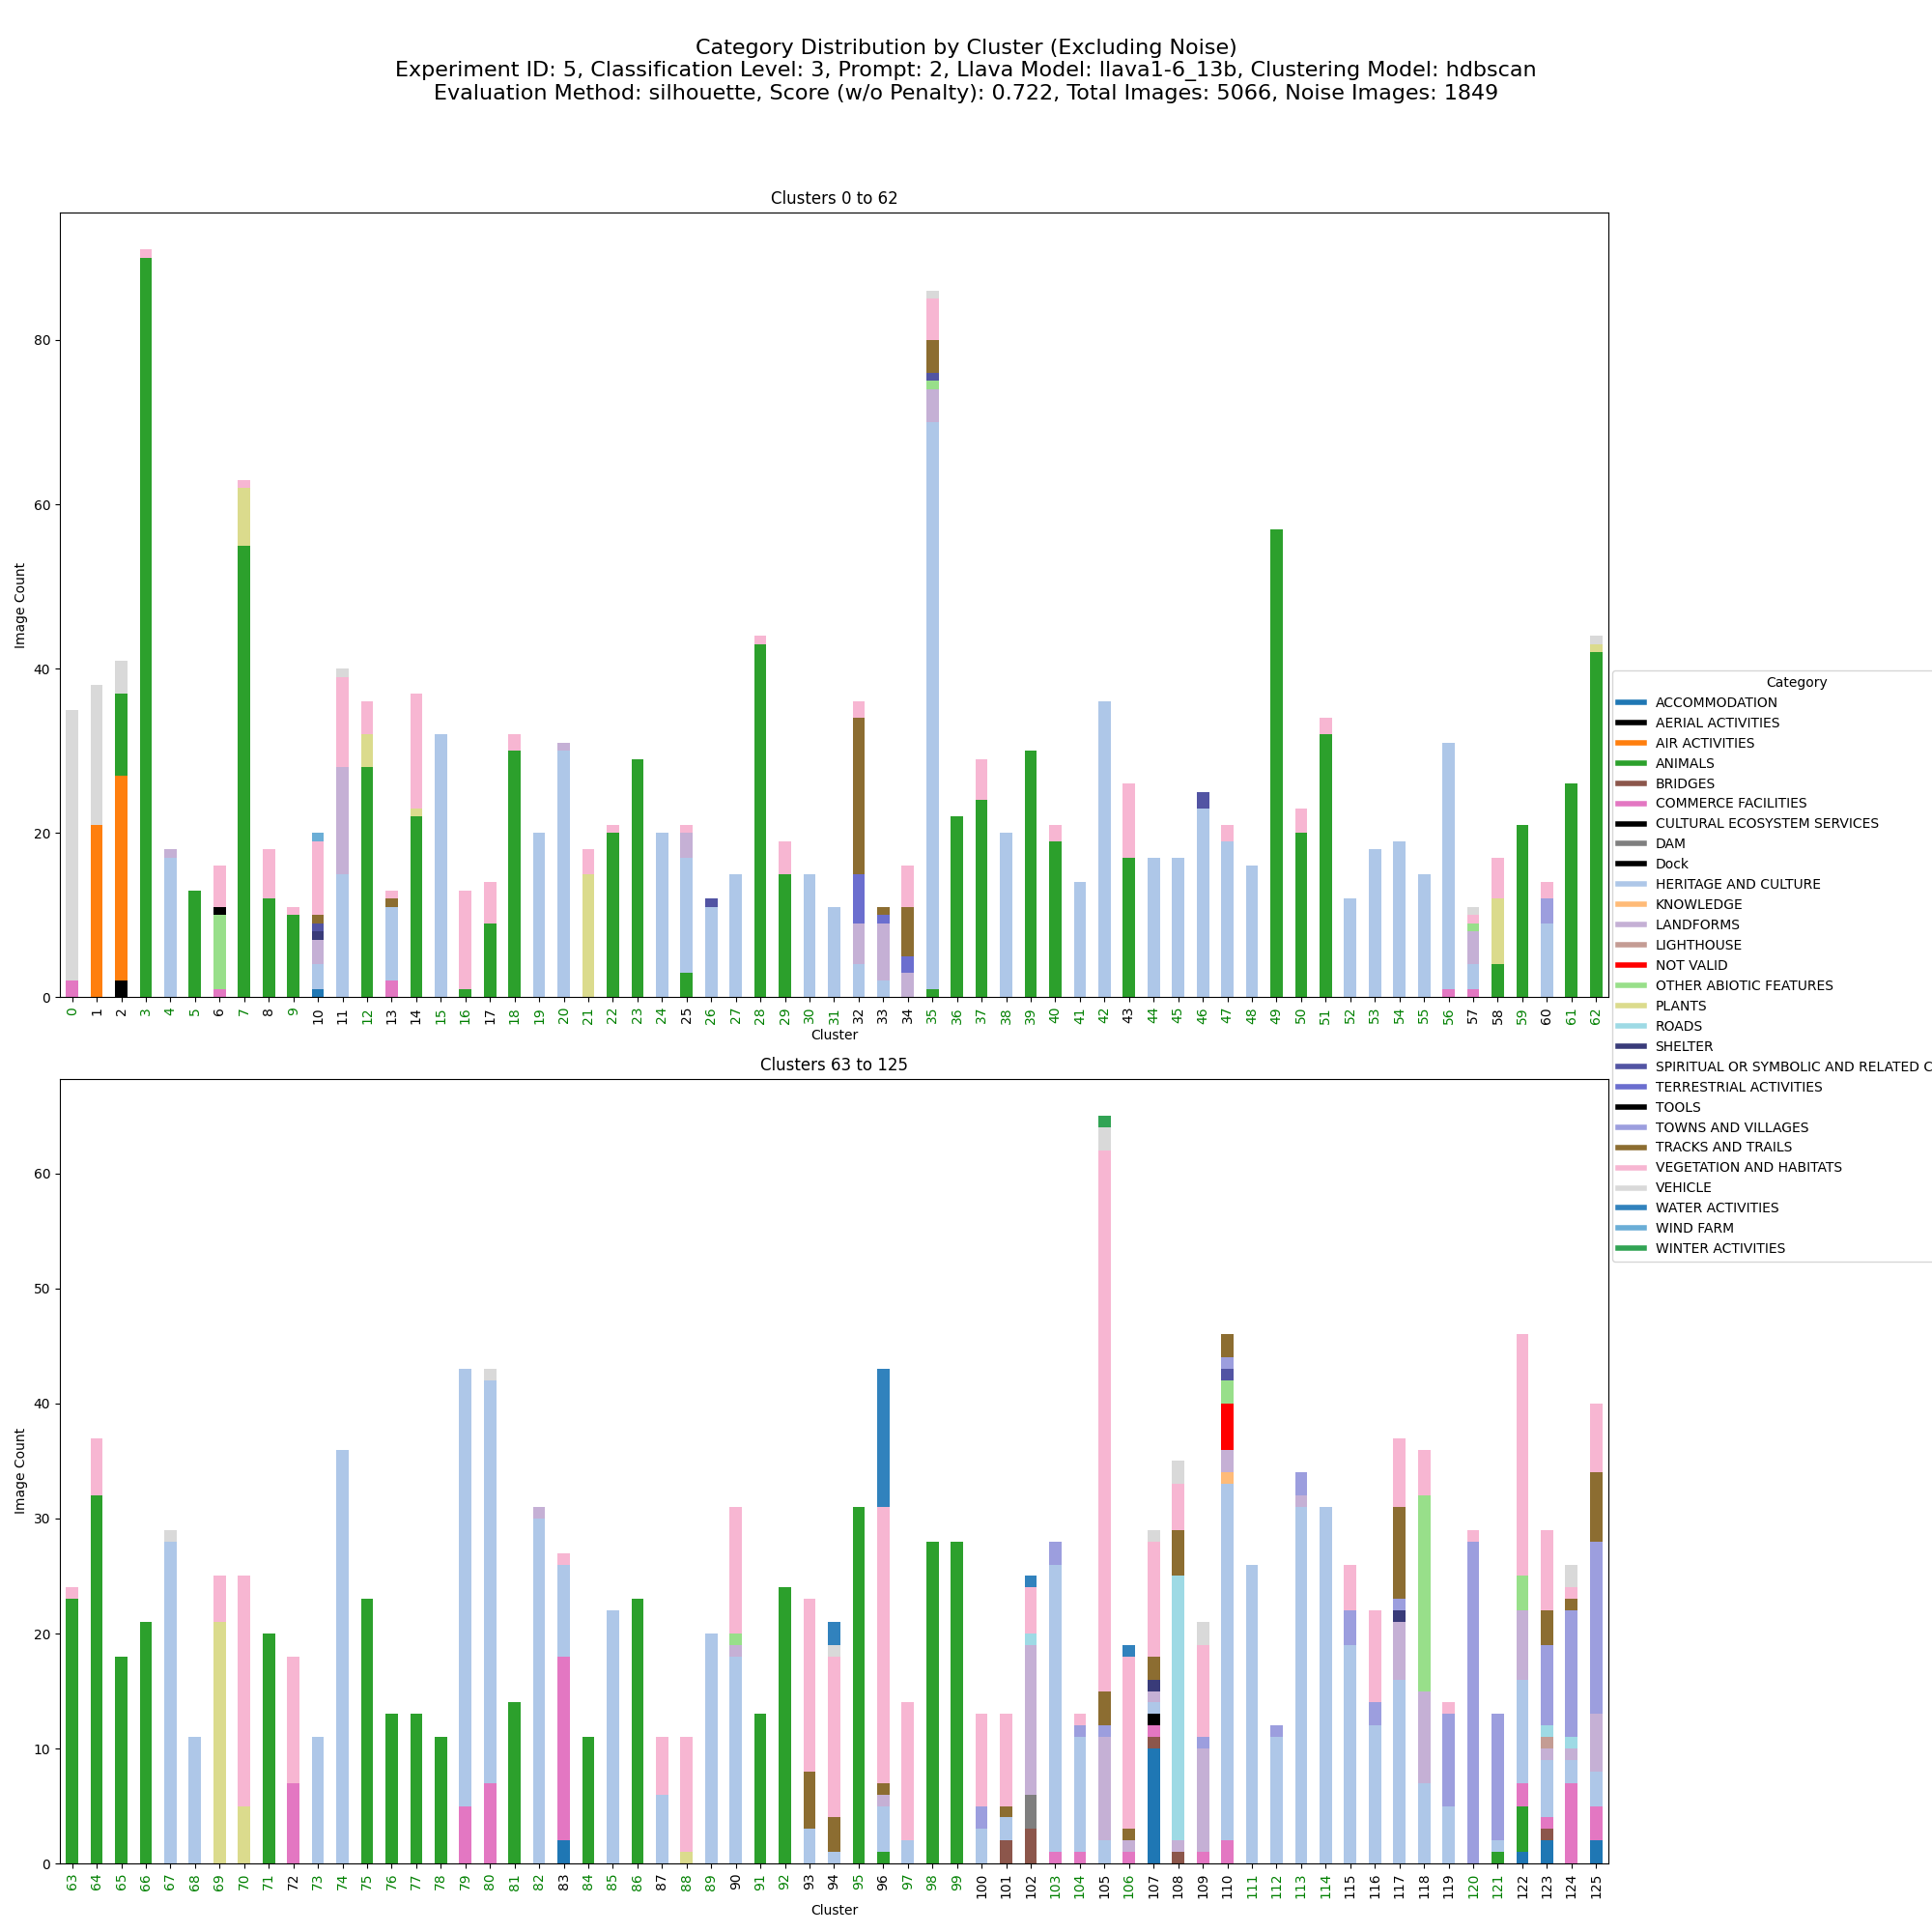 Category Distribution by Cluster (Excluding Noise)
Experiment ID: 5, Classification Level: 3, Prompt: 2, Llava Model: llava1-6_13b, Clustering Model: hdbscan
Evaluation Method: silhouette, Score (w/o Penalty): 0.722, Total Images: 5066, Noise Images: 1849
Clusters 0 to 62
Image Count
80
60
40
20
0
0 1 2 3 4 5 6 7 8 9 10 11 12 13 14 15 16 17 18 19 20 21 22 23 24 25 26 27 28 29 30 31 32 33 34 35 36 37 38 39 40 41 42 43 44 45 46 47 48 49 50 51 52 53 54 55 56 57 58 59 60 61 62
Cluster
Category
ACCOMMODATION
AERIAL ACTIVITIES
AIR ACTIVITIES
ANIMALS
BRIDGES
COMMERCE FACILITIES
CULTURAL ECOSYSTEM SERVICES
DAM
Dock
HERITAGE AND CULTURE
KNOWLEDGE
LANDFORMS
LIGHTHOUSE
NOT VALID
OTHER ABIOTIC FEATURES
PLANTS
ROADS
SHELTER
SPIRITUAL OR SYMBOLIC AND RELATED C
TERRESTRIAL ACTIVITIES
TOOLS
TOWNS AND VILLAGES
TRACKS AND TRAILS
VEGETATION AND HABITATS
VEHICLE
WATER ACTIVITIES
WIND FARM
WINTER ACTIVITIES
Clusters 63 to 125
Image Count
60
50
40
30
20
10
0
63 64 65 66 67 68 69 70 71 72 73 74 75 76 77 78 79 80 81 82 83 84 85 86 87 88 89 90 91 92 93 94 95 96 97 98 99 100 101 102 103 104 105 106 107 108 109 110 111 112 113 114 115 116 117 118 119 120 121 122 123 124 125
Cluster